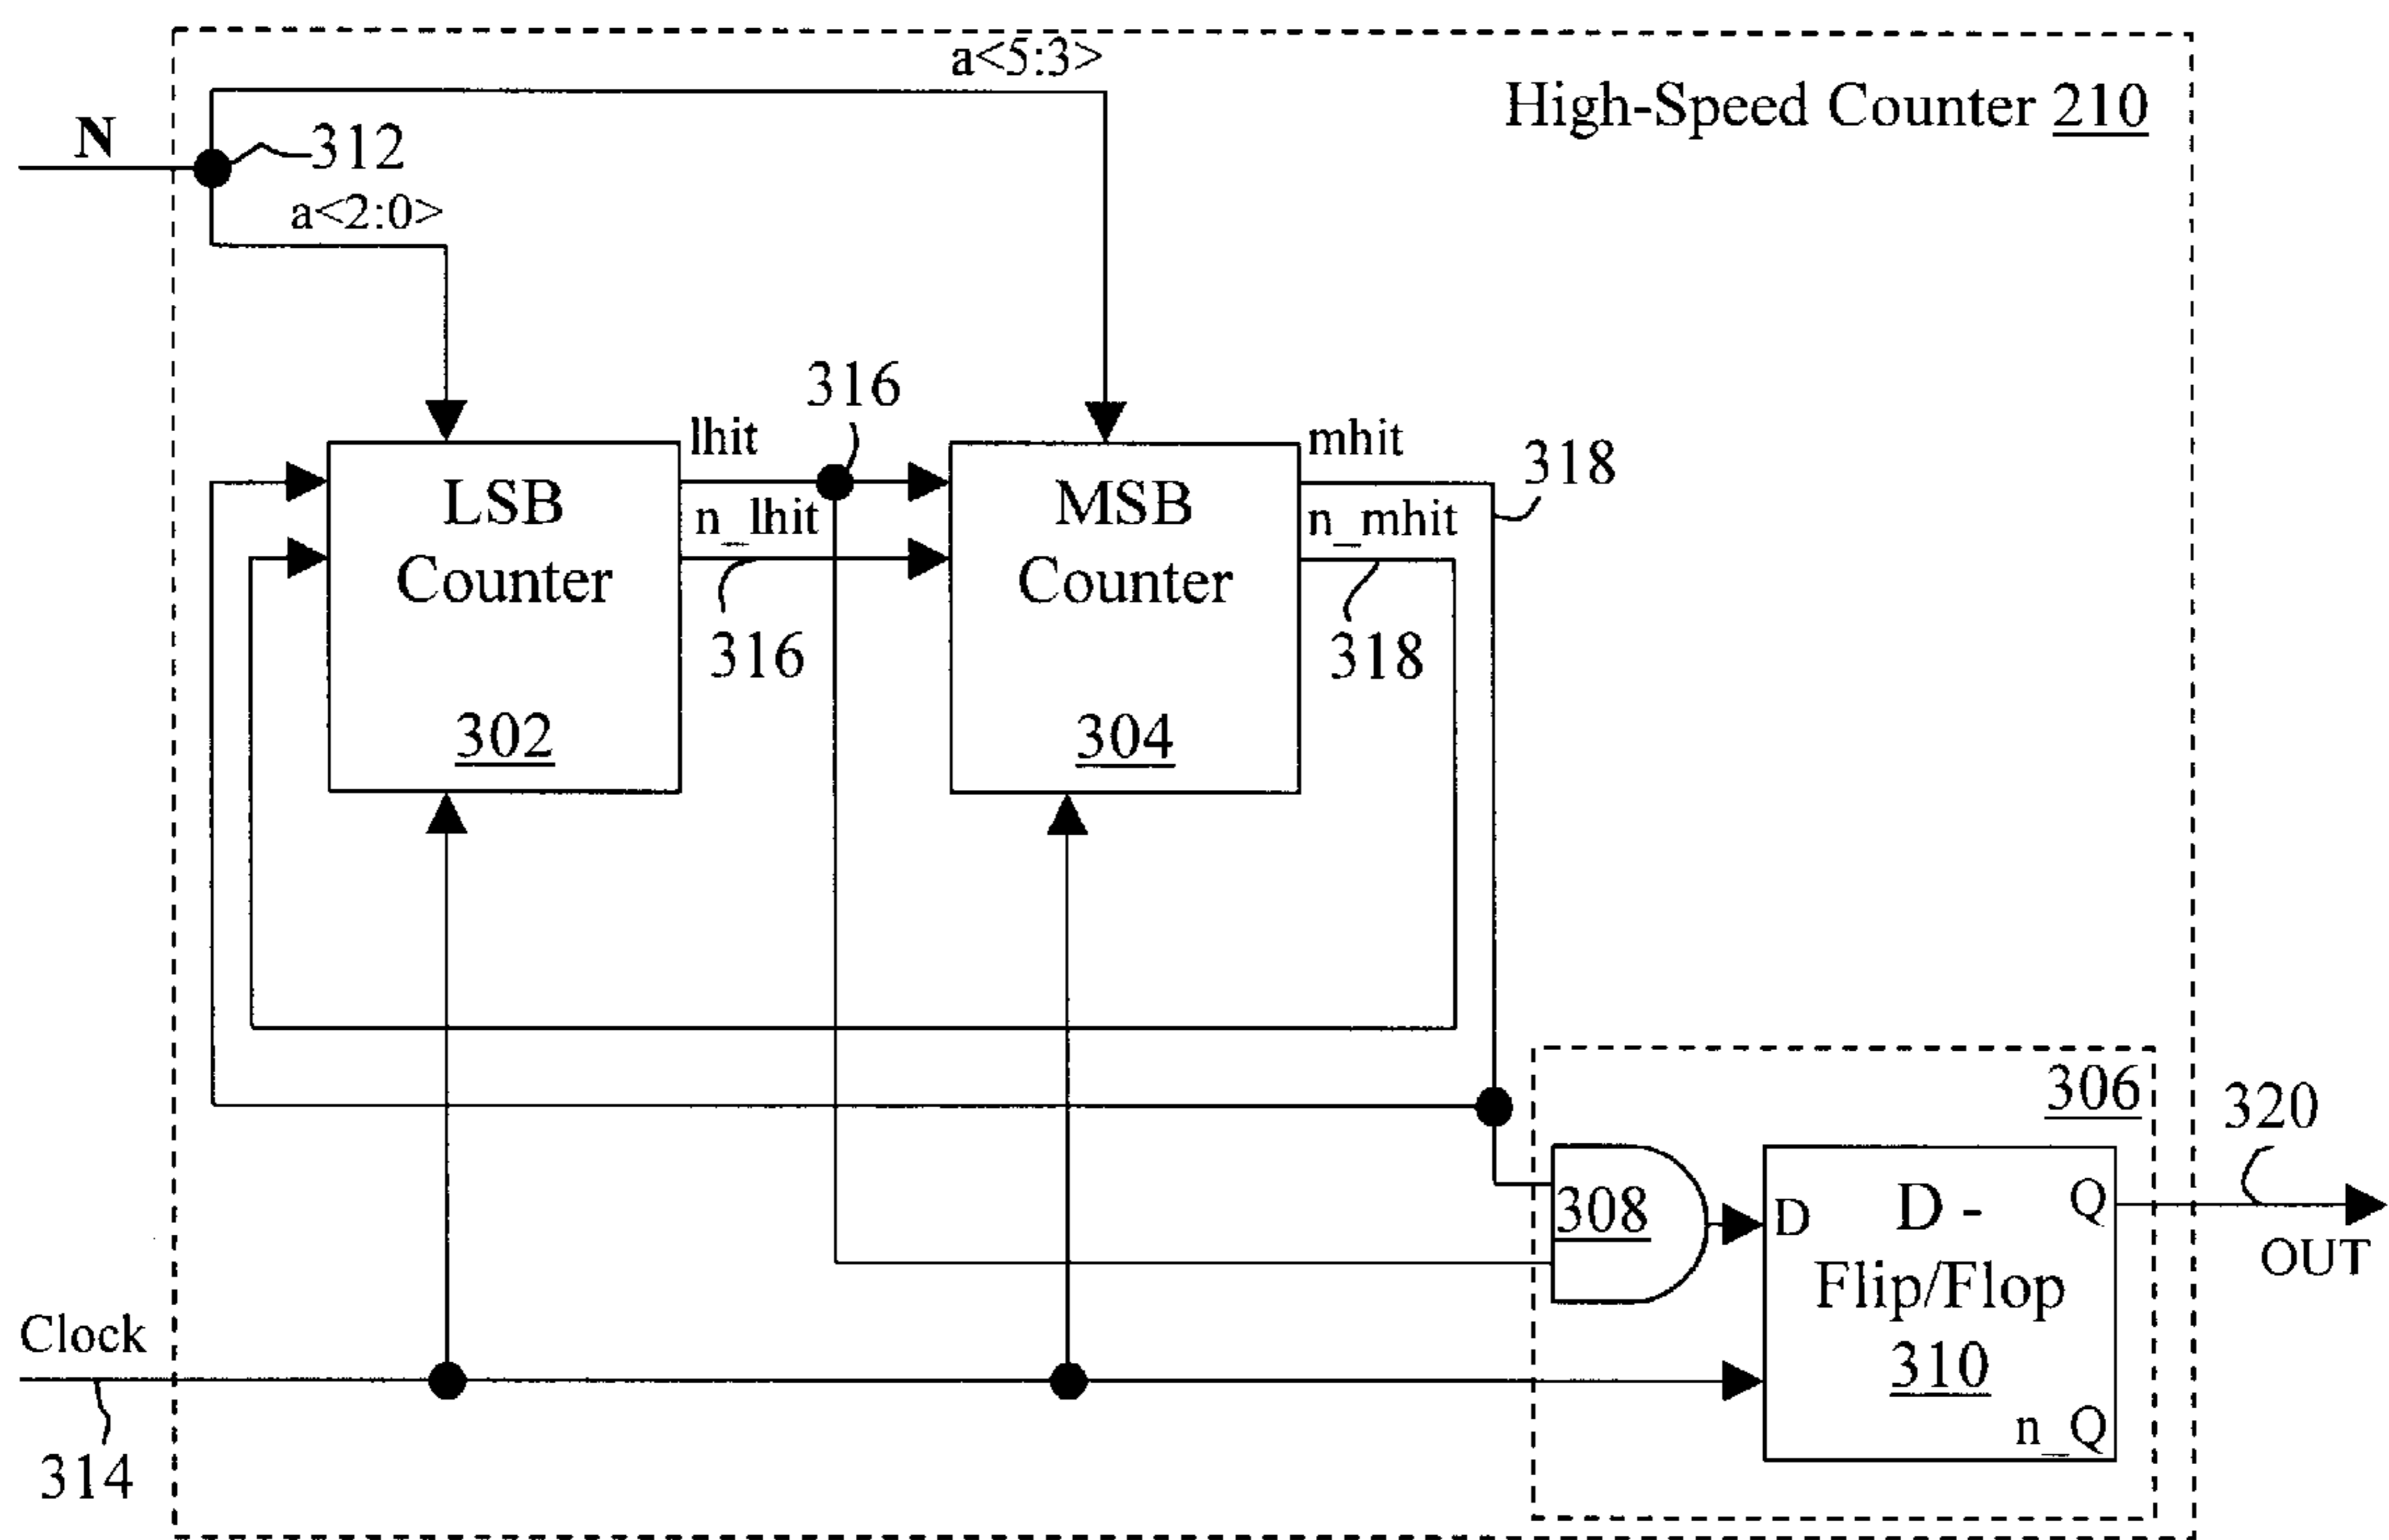 a<5:3>
High-Speed Counter 210
N
312
a<2:0>
316
lhit
mhit
318
LSB
Counter
302
n_lhit
316
MSB
Counter
304
n_mhit
318
306
320
308
D
D -
Flip/Flop
310
Q
n_Q
OUT
Clock
314